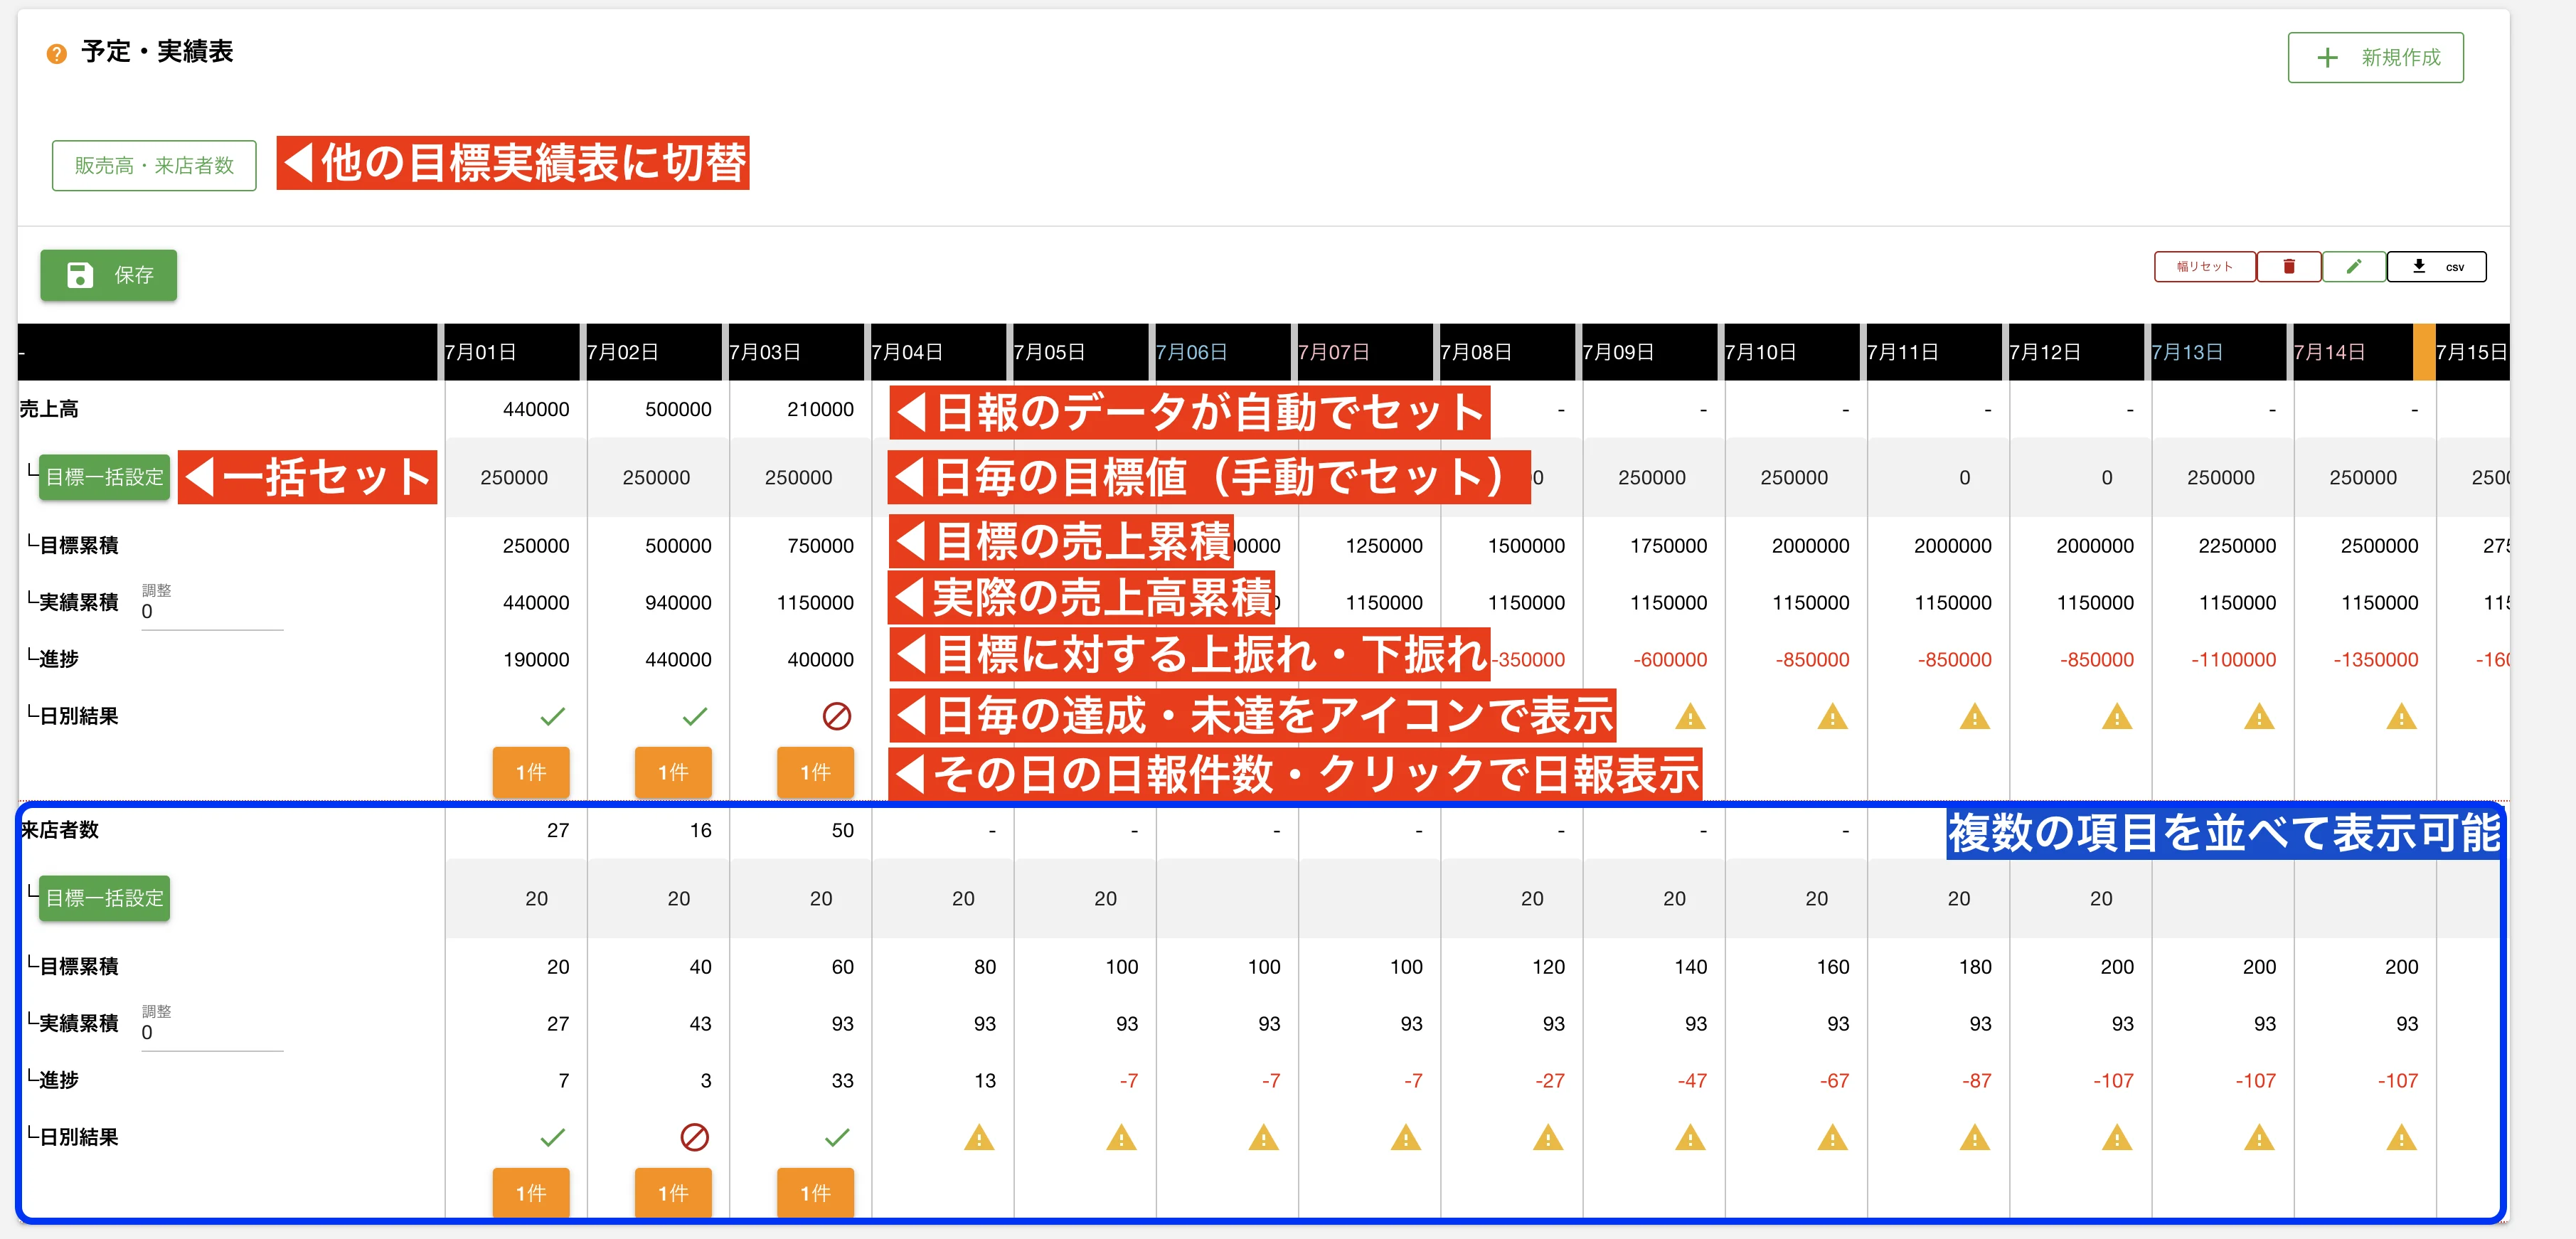 予定・実績表
＋ 新規作成
販売高・来店者数 ◀他の目標実績表に切替
保存 幅リセット csv
- 7月01日 7月02日 7月03日 7月04日 7月05日 7月06日 7月07日 7月08日 7月09日 7月10日 7月11日 7月12日 7月13日 7月14日 7月15日
売上高 440000 500000 210000 ◀日報のデータが自動でセット - - - - - - -
└目標一括設定 ◀一括セット 250000 250000 250000 ◀日毎の目標値（手動でセット） 250000 250000 0 0 250000 250000
└目標累積 250000 500000 750000 ◀目標の売上累積 1250000 1500000 1750000 2000000 2000000 2000000 2250000 2500000
└実績累積 調整 0 440000 940000 1150000 ◀実際の売上高累積 1150000 1150000 1150000 1150000 1150000 1150000 1150000 1150000
└進捗 190000 440000 400000 ◀目標に対する上振れ・下振れ -350000 -600000 -850000 -850000 -850000 -1100000 -1350000
└日別結果 ◀日毎の達成・未達をアイコンで表示
1件 1件 1件 ◀その日の日報件数・クリックで日報表示
来店者数 27 16 50 - - - - - - - 複数の項目を並べて表示可能
└目標一括設定 20 20 20 20 20 20 20 20 20 20
└目標累積 20 40 60 80 100 100 100 120 140 160 180 200 200 200
└実績累積 調整 0 27 43 93 93 93 93 93 93 93 93 93 93 93 93
└進捗 7 3 33 13 -7 -7 -7 -27 -47 -67 -87 -107 -107 -107
└日別結果
1件 1件 1件